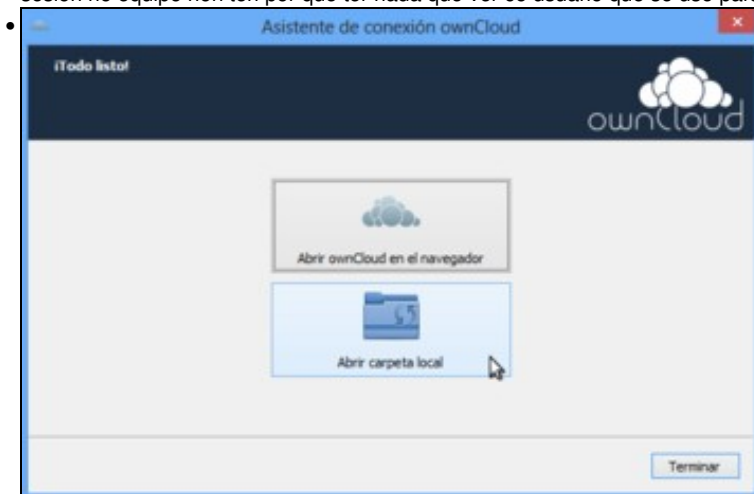 Asistente de conexión ownCloud
¡Todo listo!
ownCloud
Abrir ownCloud en el navegador
Abrir carpeta local
Terminar